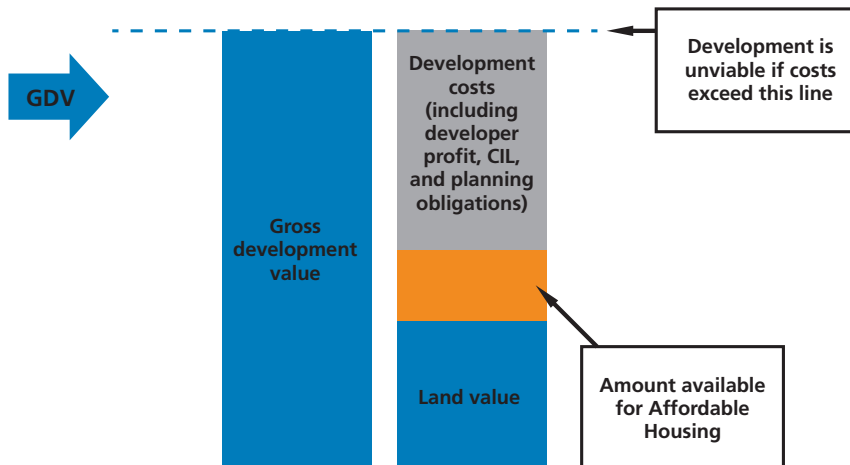 GDV
Gross
development
value
Development
costs
(including
developer
profit, CIL,
and planning
obligations)
Land value
Development is
unviable if costs
exceed this line
Amount available
for Affordable
Housing